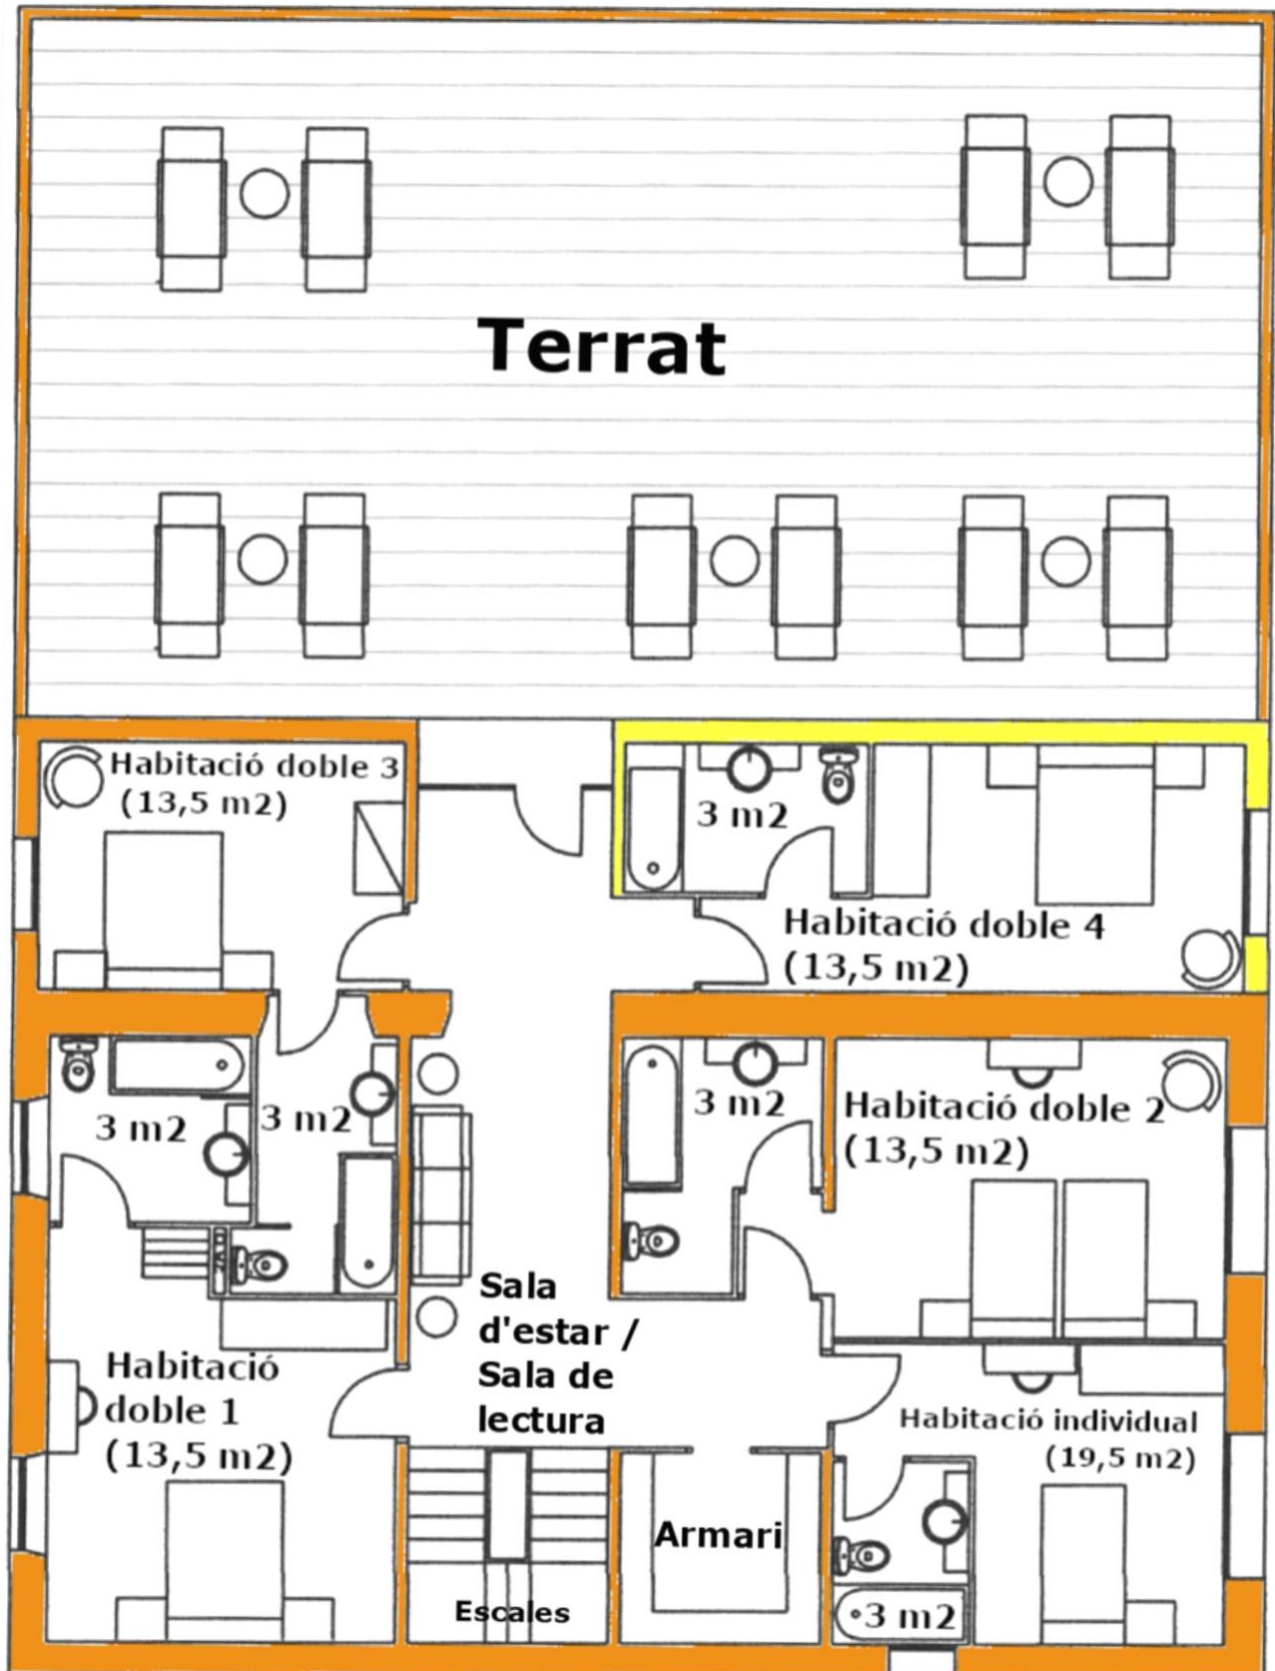 Terrat
Habitació doble 3
(13,5 m2)
3 m2
Habitació doble 4
(13,5 m2)
3 m2
3 m2
3 m2
Habitació doble 2
(13,5 m2)
Sala
d'estar /
Sala de
lectura
Habitació
doble 1
(13,5 m2)
Habitació individual
(19,5 m2)
Armari
Escales
3 m2